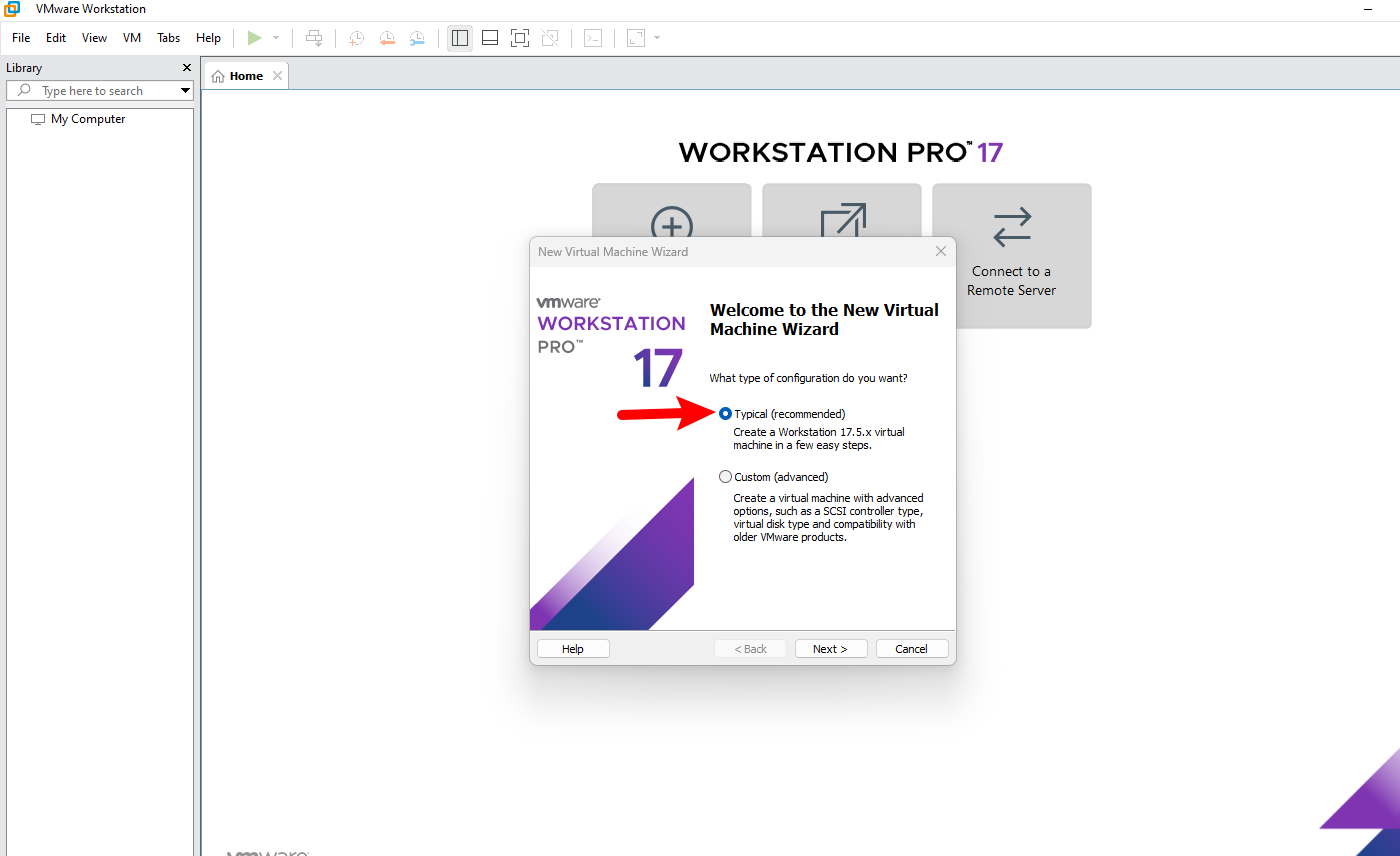 VMware Workstation
File Edit View VM Tabs Help
Library
Type here to search
My Computer
Home
WORKSTATION PRO™ 17
Connect to a
Remote Server
New Virtual Machine Wizard
vmware®
WORKSTATION
PRO™
17
Welcome to the New Virtual
Machine Wizard
What type of configuration do you want?
Typical (recommended)
Create a Workstation 17.5.x virtual
machine in a few easy steps.
Custom (advanced)
Create a virtual machine with advanced
options, such as a SCSI controller type,
virtual disk type and compatibility with
older VMware products.
Help < Back Next > Cancel